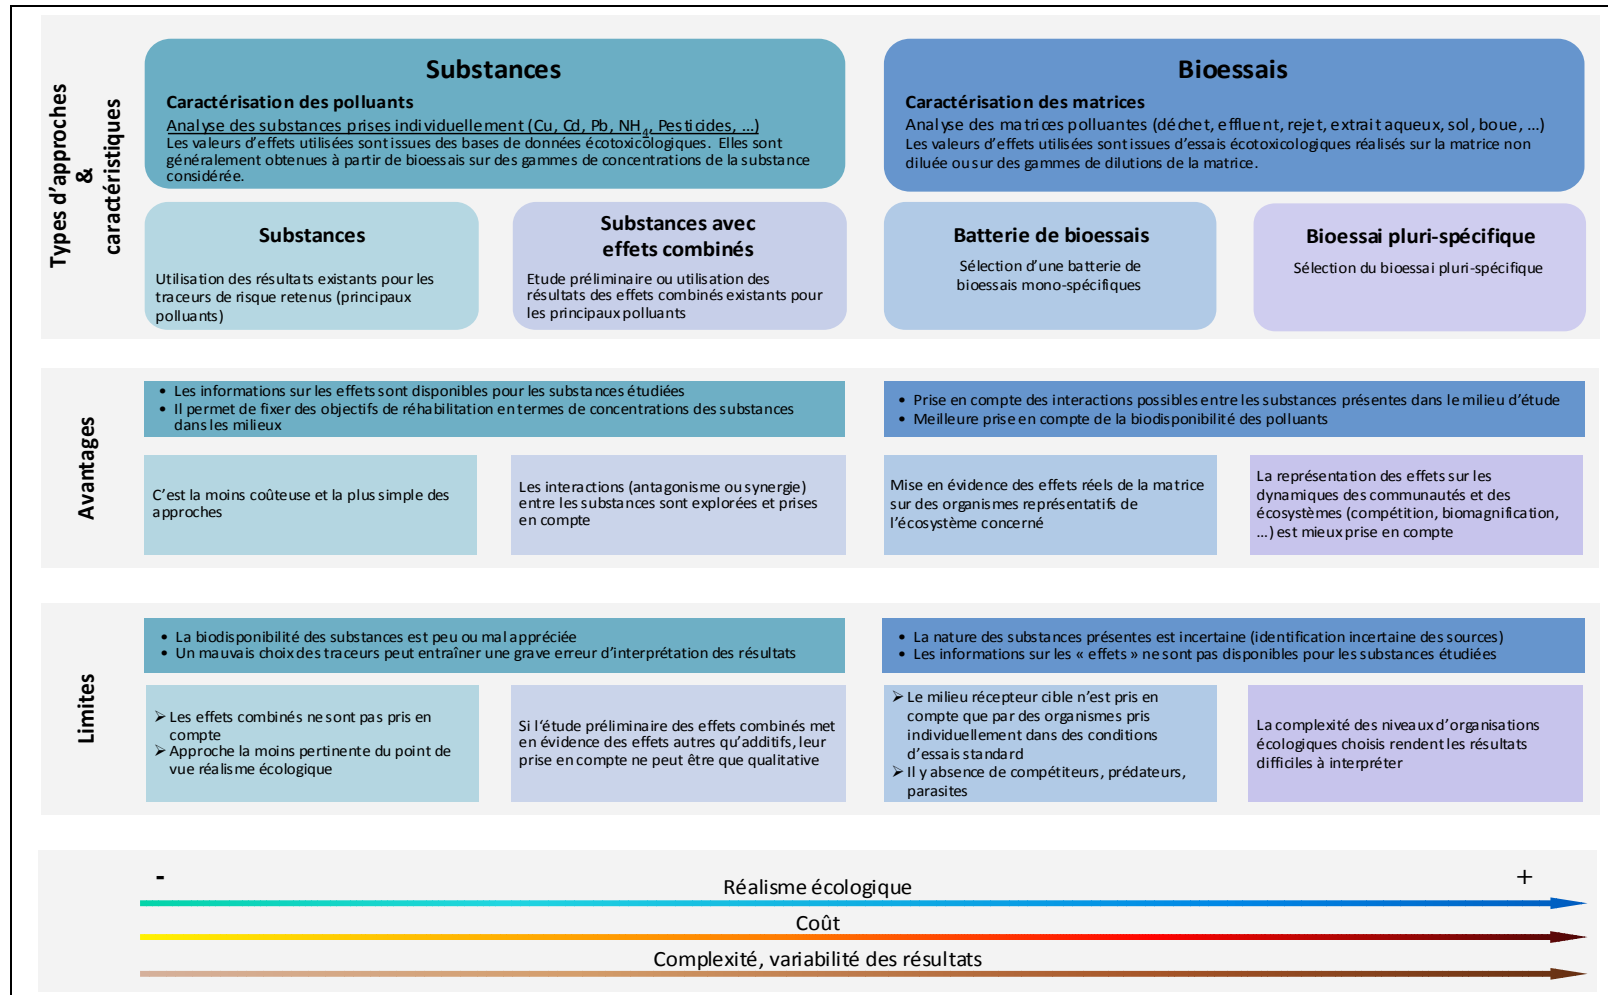 Types d’approches
&
caractéristiques
Substances
Caractérisation des polluants
Analyse des substances prises individuellement (Cu, Cd, Pb, NH4, Pesticides, …)
Les valeurs d’effet utilisées sont issues des bases de données écotoxicologiques. Elles sont
généralement obtenues à partir de bioessais sur des gammes de concentrations de la substance
considérée.
Bioessais
Caractérisation des matrices
Analyse des matrices polluantes (déchet, effluent, rejet, extrait aqueux, sol, boue, …)
Les valeurs d’effet utilisées sont issues d’essais écotoxicologiques réalisés sur la matrice non
diluée ou sur des gammes de dilutions de la matrice.
Substances
Utilisation des résultats existants pour les
traceurs de risque retenus (principaux
polluants)
Substances avec
effets combinés
Etude préliminaire ou utilisation des
résultats des effets combinés existants pour
les principaux polluants
Batterie de bioessais
Sélection d’une batterie de
bioessais mono-spécifiques
Bioessai pluri-spécifique
Sélection du bioessai pluri-spécifique
Avantages
• Les informations sur les effets sont disponibles pour les substances étudiées
• Il permet de fixer des objectifs de réhabilitation en termes de concentrations des substances
dans les milieux
• Prise en compte des interactions possibles entre les substances présentes dans le milieu d’étude
• Meilleure prise en compte de la biodisponibilité des polluants
C’est la moins coûteuse et la plus simple des
approches
Les interactions (antagonisme ou synergie)
entre les substances sont explorées et prises
en compte
Mise en évidence des effets réels de la matrice
sur des organismes représentatifs de
l’écosystème concerné
La représentation des effets sur les
dynamiques des communautés et des
écosystèmes (compétition, biomagnification,
…) est mieux prise en compte
Limites
• La biodisponibilité des substances est peu ou mal appréciée
• Un mauvais choix des traceurs peut entraîner une grave erreur d’interprétation des résultats
• La nature des substances présentes est incertaine (identification incertaine des sources)
• Les informations sur les « effets » ne sont pas disponibles pour les substances étudiées
➢ Les effets combinés ne sont pas pris en
compte
➢ Approche la moins pertinente du point de
vue réalisme écologique
Si l‘étude préliminaire des effets combinés met
en évidence des effets autres qu’additifs, leur
prise en compte ne peut être que qualitative
➢ Le milieu récepteur cible n’est pris en
compte que par des organismes pris
individuellement dans des conditions
d’essais standard
➢ Il y absence de compétiteurs, prédateurs,
parasites
La complexité des niveaux d’organisations
écologiques choisis rendent les résultats
difficiles à interpréter
- +
Réalisme écologique
Coût
Complexité, variabilité des résultats